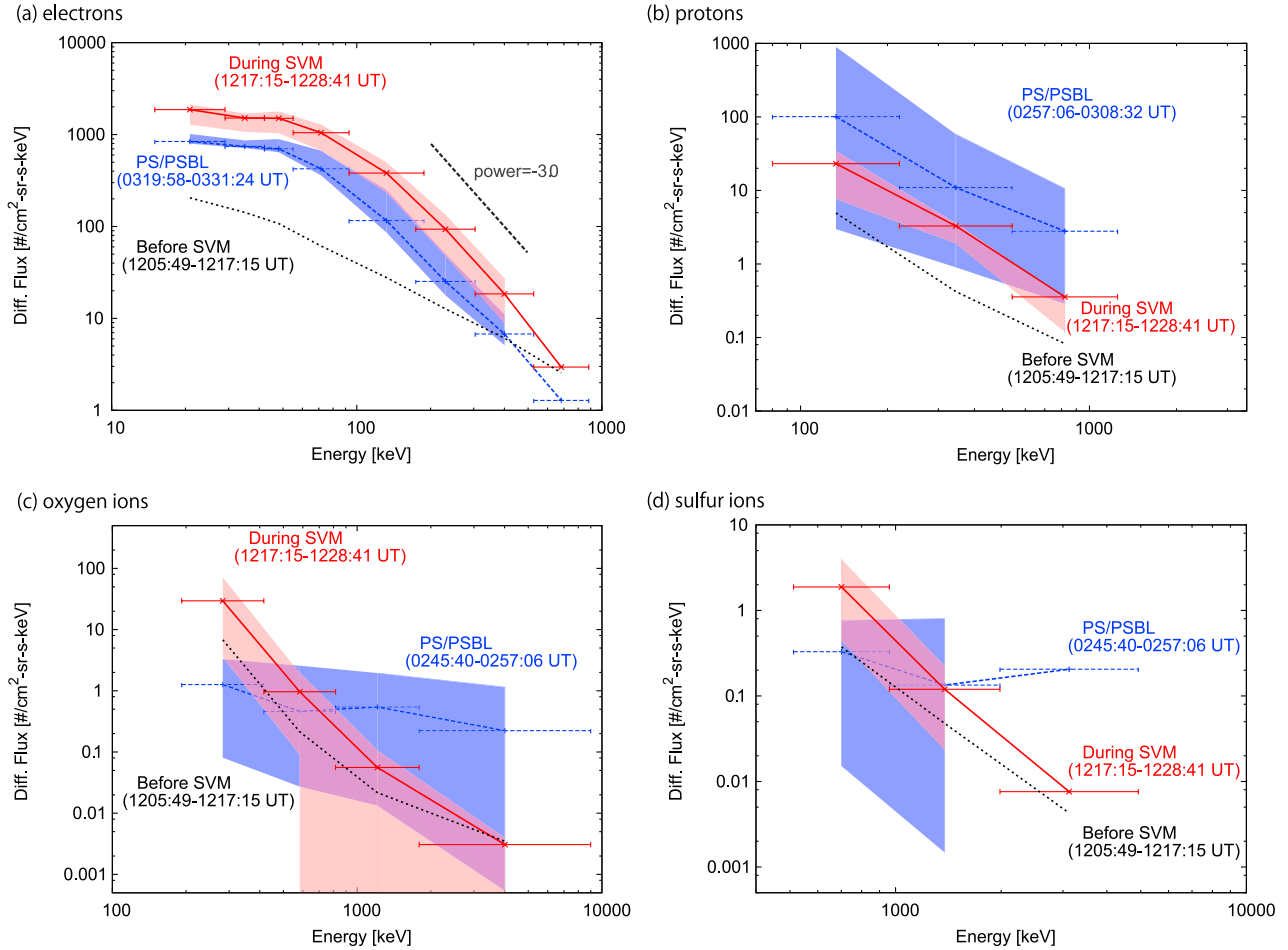 (a) electrons
10000
1000
100
10
1
10
100
1000
Diff. Flux [#/cm²-sr-s-keV]
Energy [keV]
During SVM
(1217:15-1228:41 UT)
PS/PSBL
(0319:58-0331:24 UT)
power=-3.0
Before SVM
(1205:49-1217:15 UT)
(b) protons
1000
100
10
1
0.1
0.01
100
1000
Diff. Flux [#/cm²-sr-s-keV]
Energy [keV]
PS/PSBL
(0257:06-0308:32 UT)
During SVM
(1217:15-1228:41 UT)
Before SVM
(1205:49-1217:15 UT)
(c) oxygen ions
100
10
1
0.1
0.01
0.001
100
1000
10000
Diff. Flux [#/cm²-sr-s-keV]
Energy [keV]
During SVM
(1217:15-1228:41 UT)
PS/PSBL
(0245:40-0257:06 UT)
Before SVM
(1205:49-1217:15 UT)
(d) sulfur ions
10
1
0.1
0.01
0.001
1000
10000
Diff. Flux [#/cm²-sr-s-keV]
Energy [keV]
PS/PSBL
(0245:40-0257:06 UT)
During SVM
(1217:15-1228:41 UT)
Before SVM
(1205:49-1217:15 UT)